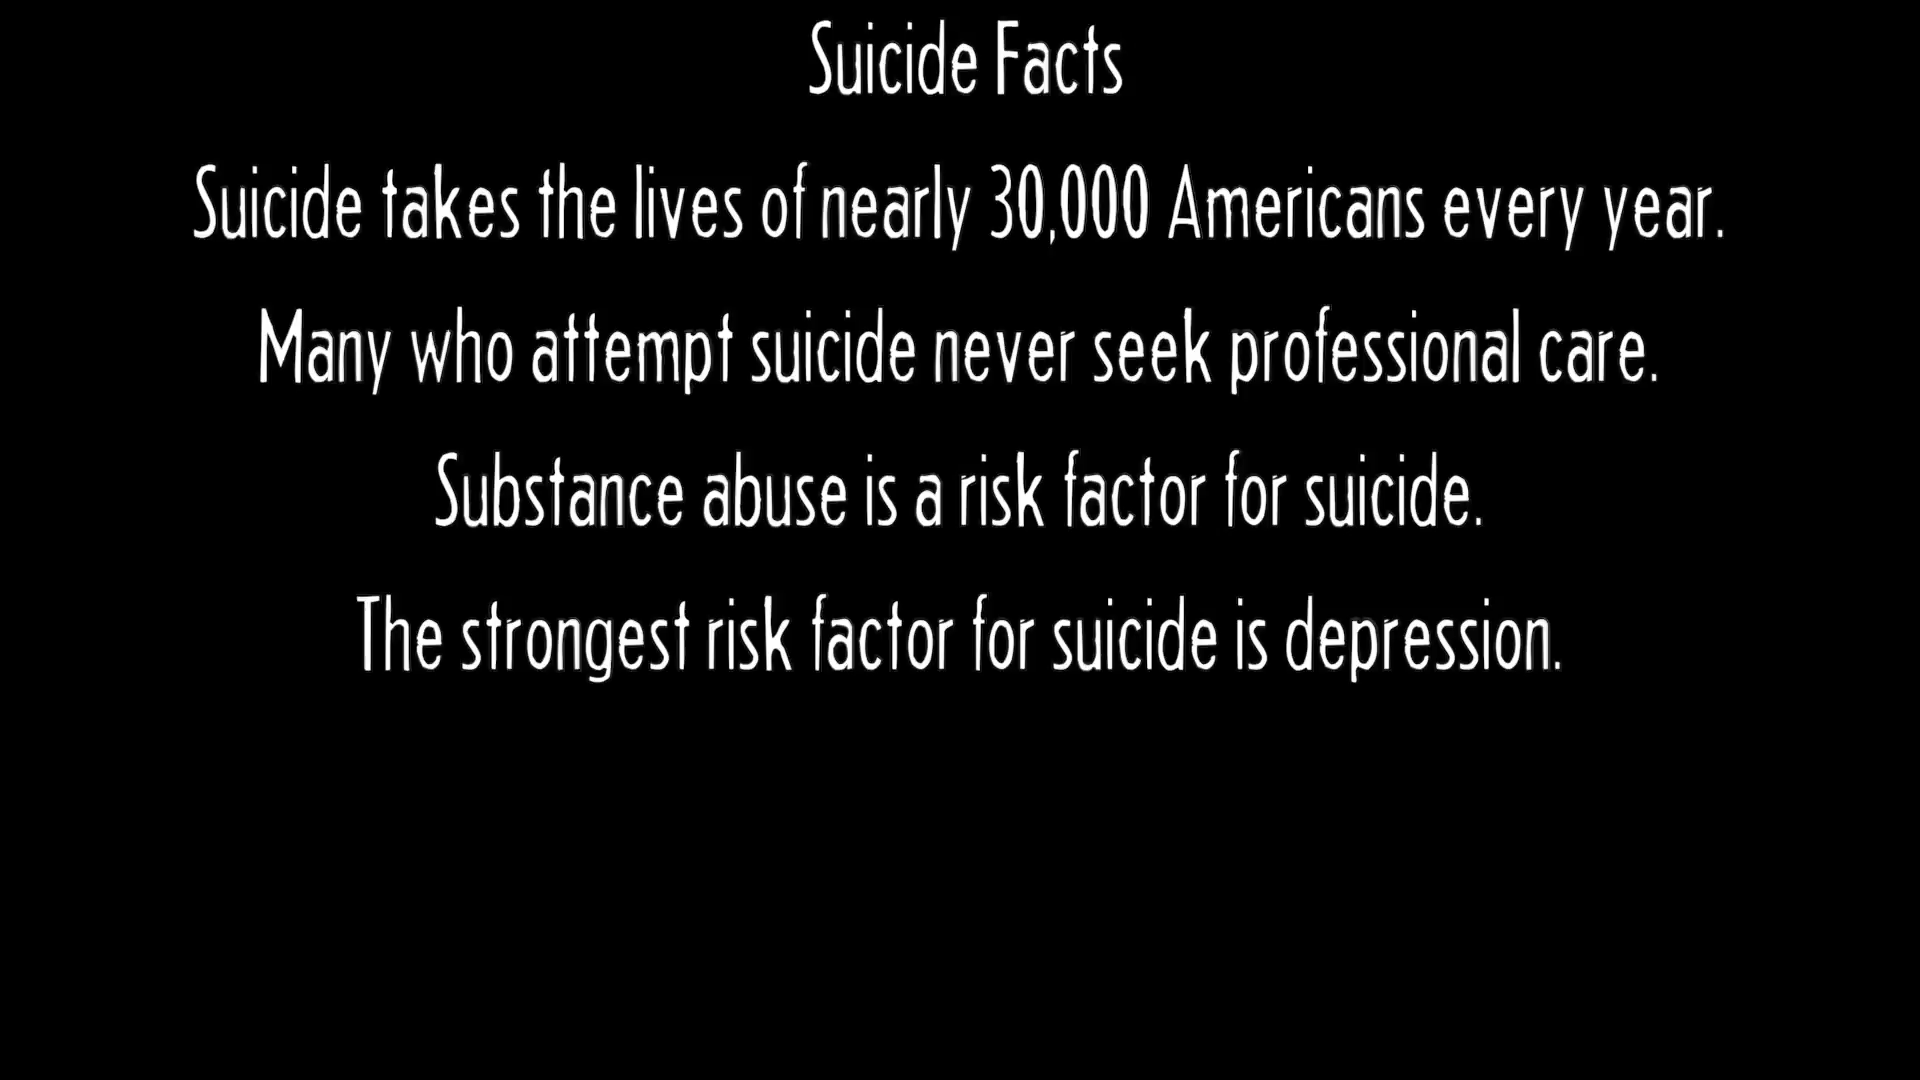 Suicide Facts
Suicide takes the lives of nearly 30,000 Americans every year.
Many who attempt suicide never seek professional care.
Substance abuse is a risk factor for suicide.
The strongest risk factor for suicide is depression.